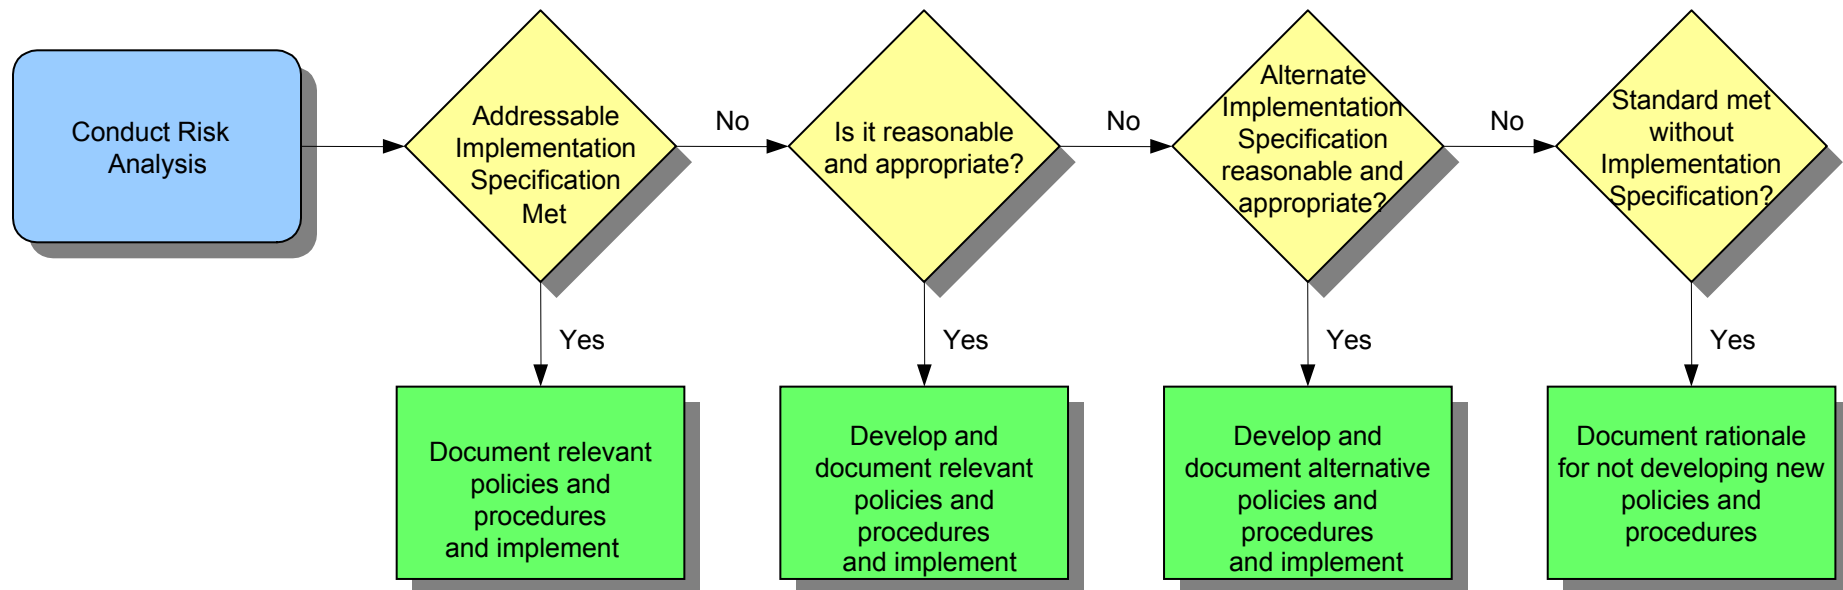 Conduct Risk
Analysis
Addressable
Implementation
Specification
Met
No
Is it reasonable
and appropriate?
No
Alternate
Implementation
Specification
reasonable and
appropriate?
No
Standard met
without
Implementation
Specification?
Yes
Yes
Yes
Yes
Document relevant
policies and
procedures
and implement
Develop and
document relevant
policies and
procedures
and implement
Develop and
document alternative
policies and
procedures
and implement
Document rationale
for not developing new
policies and
procedures